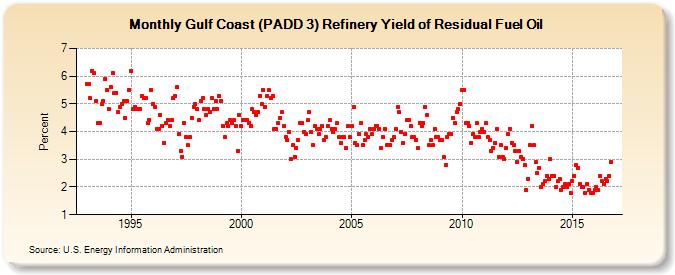 Monthly Gulf Coast (PADD 3) Refinery Yield of Residual Fuel Oil
Percent
7
6
5
4
3
2
1
1995 2000 2005 2010 2015
Source: U.S. Energy Information Administration